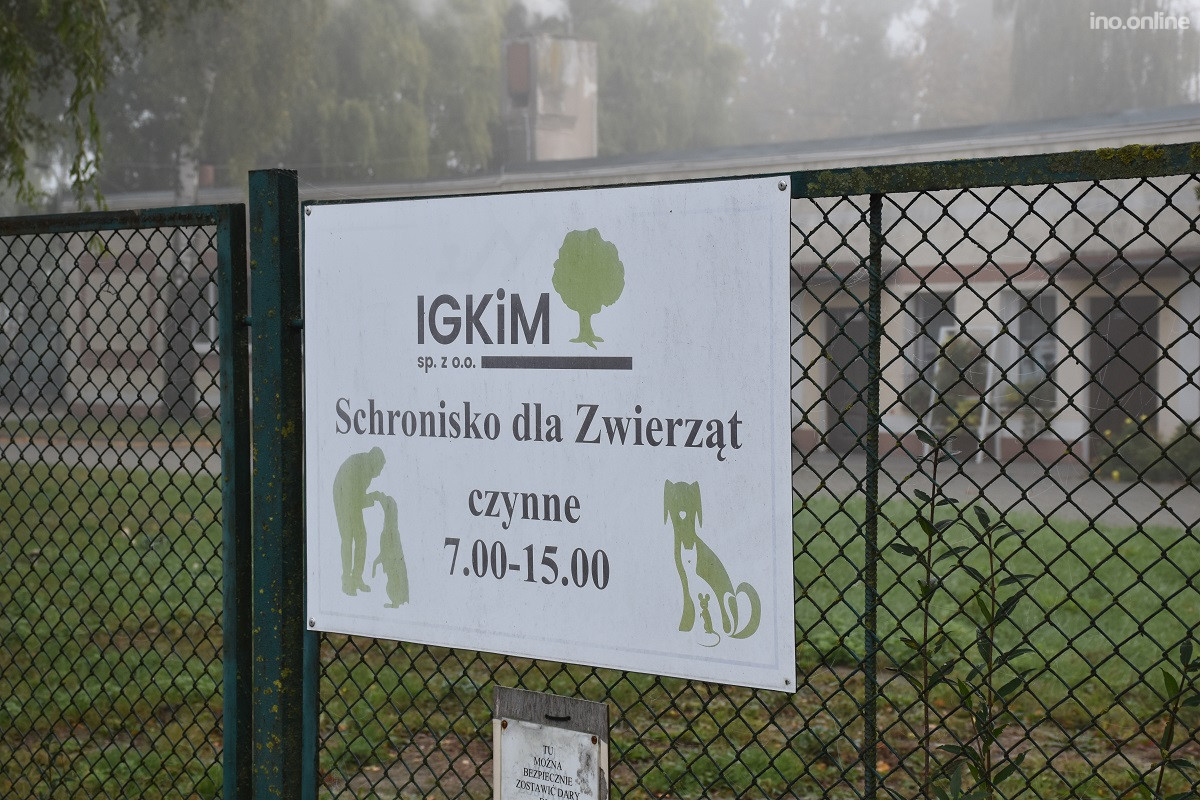 ino.online
IGKiM
sp. z o.o.
Schronisko dla Zwierząt
czynne
7.00-15.00
TU
MOŻNA
BEZPIECZNIE
ZOSTAWIĆ DARY